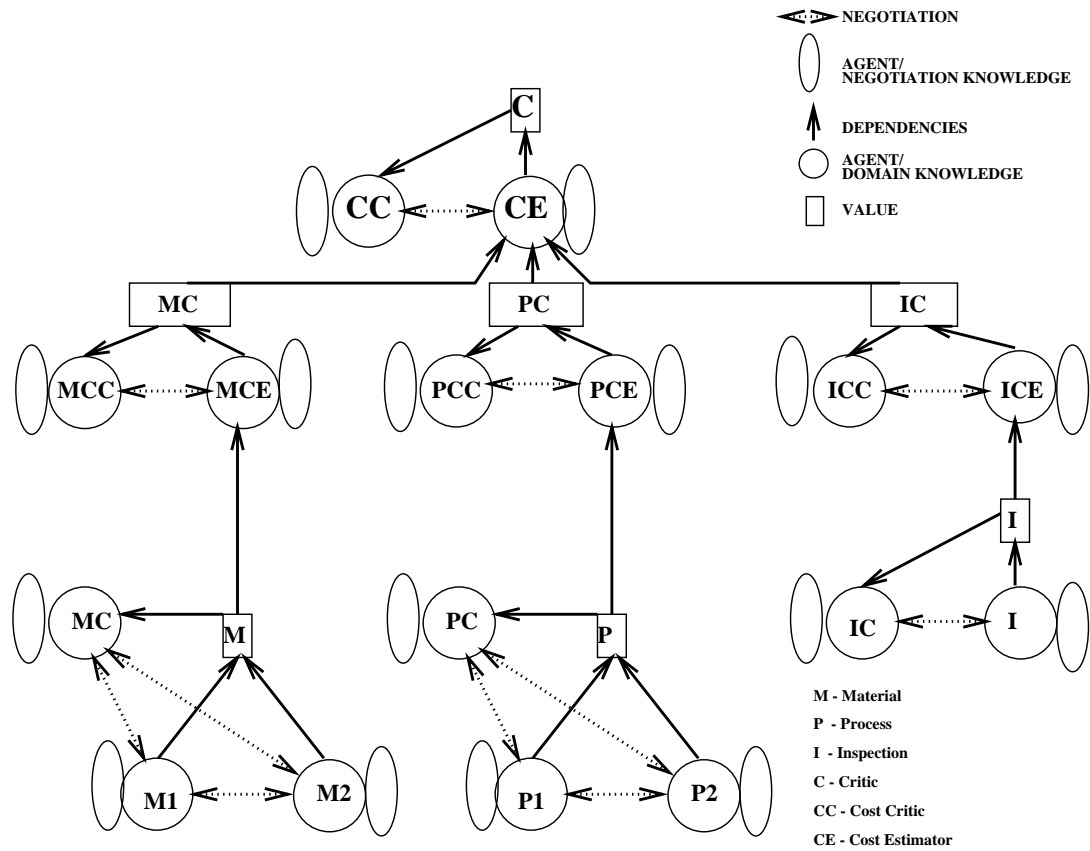 NEGOTIATION
AGENT/
NEGOTIATION KNOWLEDGE
DEPENDENCIES
AGENT/
DOMAIN KNOWLEDGE
VALUE
C
CC
CE
MC
PC
IC
MCC
MCE
PCC
PCE
ICC
ICE
I
MC
M
PC
P
IC
I
M1
M2
P1
P2
M - Material
P - Process
I - Inspection
C - Critic
CC - Cost Critic
CE - Cost Estimator